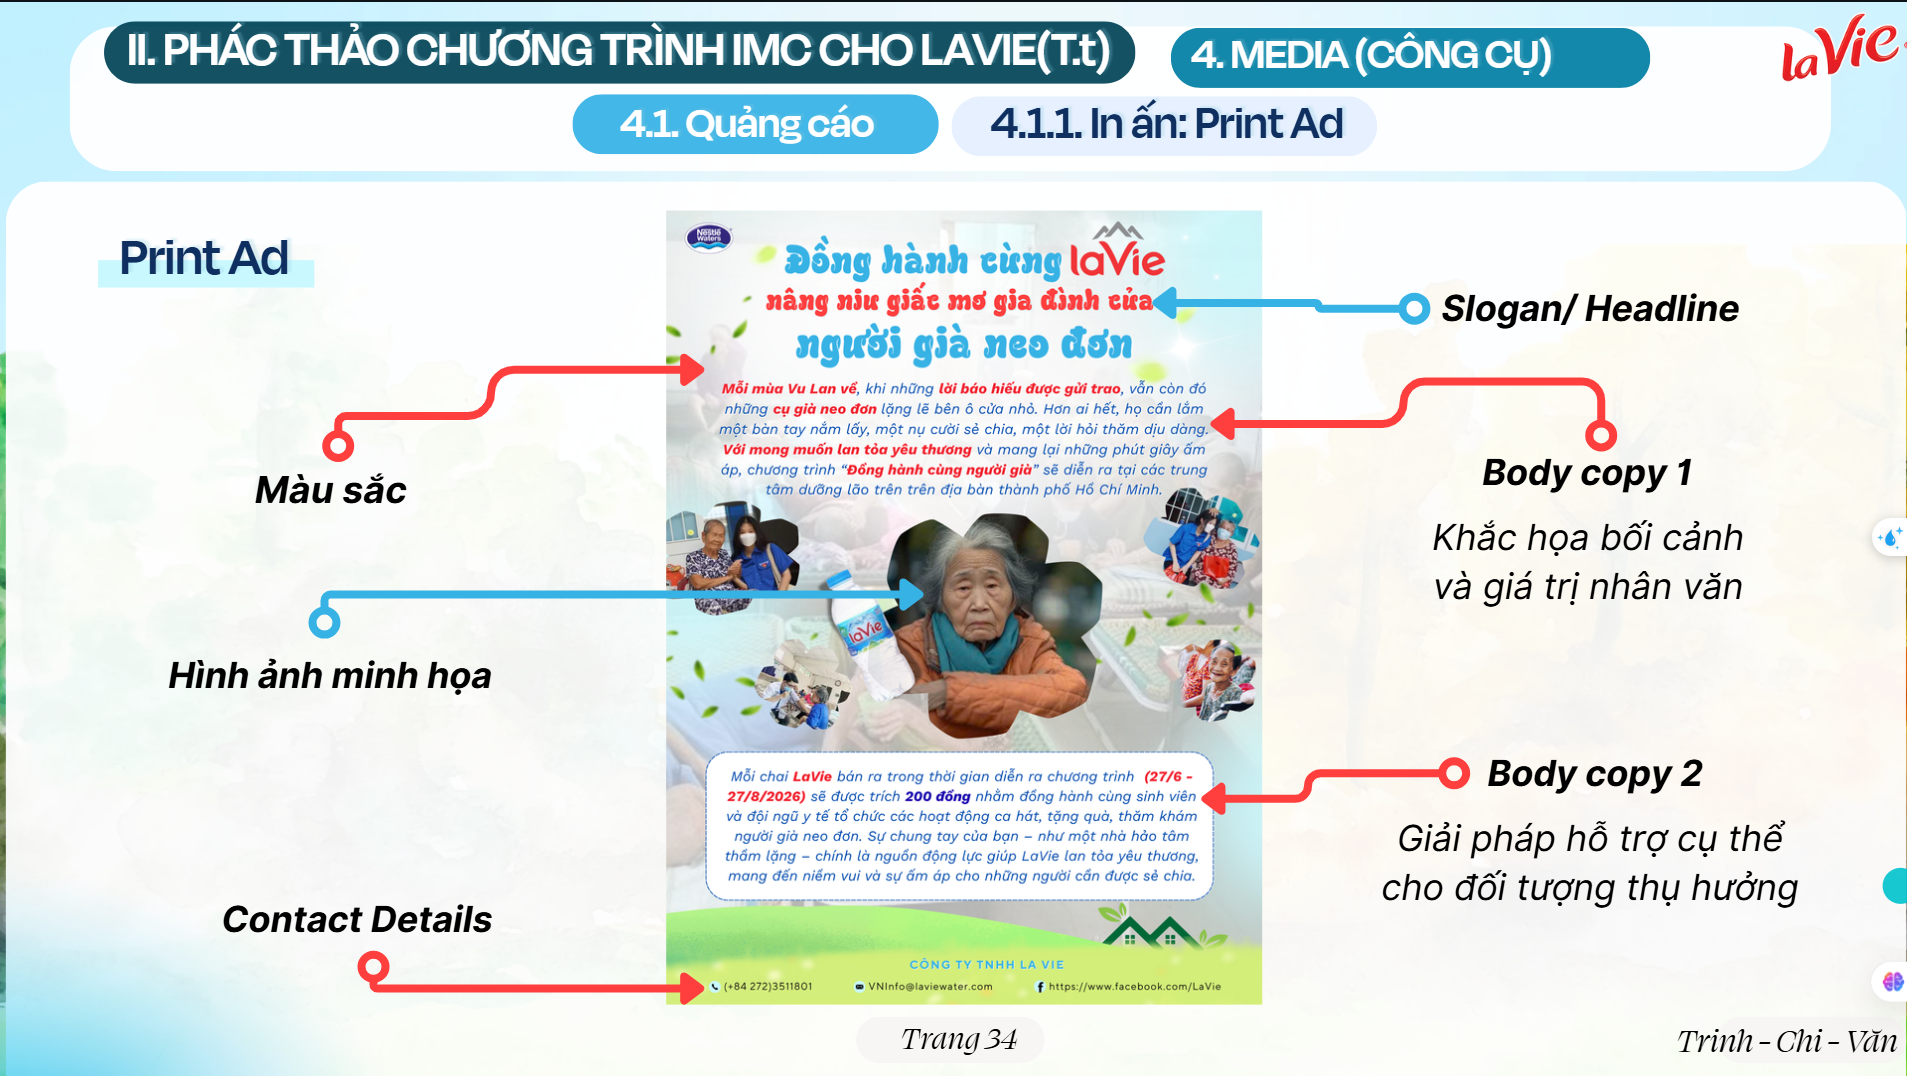 II. PHÁC THẢO CHƯƠNG TRÌNH IMC CHO LAVIE(T.t)
4. MEDIA (CÔNG CỤ)
laVie
4.1. Quảng cáo
4.1.1. In ấn: Print Ad
Print Ad
Nestlé
Waters
Đồng hành cùng laVie
nâng niu giấc mơ gia đình của
người già neo đơn
Slogan/ Headline
Mỗi mùa Vu Lan về, khi những lời báo hiếu được gửi trao, vẫn còn đó
những cụ già neo đơn lặng lẽ bên ô cửa nhỏ. Hơn ai hết, họ cần lắm
một bàn tay nắm lấy, một nụ cười sẻ chia, một lời hỏi thăm dịu dàng.
Với mong muốn lan tỏa yêu thương và mang lại những phút giây ấm
áp, chương trình “Đồng hành cùng người già” sẽ diễn ra tại các trung
tâm dưỡng lão trên trên địa bàn thành phố Hồ Chí Minh.
Màu sắc
Body copy 1
Khắc họa bối cảnh
và giá trị nhân văn
laVie
Hình ảnh minh họa
Mỗi chai LaVie bán ra trong thời gian diễn ra chương trình (27/6 -
27/8/2026) sẽ được trích 200 đồng nhằm đồng hành cùng sinh viên
và đội ngũ y tế tổ chức các hoạt động ca hát, tặng quà, thăm khám
người già neo đơn. Sự chung tay của bạn – như một nhà hảo tâm
thầm lặng – chính là nguồn động lực giúp LaVie lan tỏa yêu thương,
mang đến niềm vui và sự ấm áp cho những người cần được sẻ chia.
Body copy 2
Giải pháp hỗ trợ cụ thể
cho đối tượng thụ hưởng
Contact Details
CÔNG TY TNHH LA VIE
(+84 272)3511801
VNInfo@laviewater.com
https://www.facebook.com/LaVie
Trang 34
Trinh - Chi - Văn